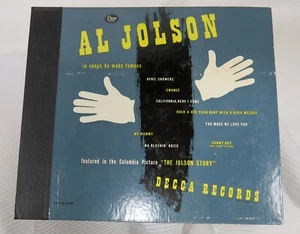 Decca
AL JOLSON
in songs he made famous
APRIL SHOWERS
SWANEE
CALIFORNIA, HERE I COME
ROCK-A-BYE YOUR BABY WITH A DIXIE MELODY
YOU MADE ME LOVE YOU
MY MAMMY
SONNY BOY
MA BLUSHIN' ROSIE
featured in the Columbia Picture "THE JOLSON STORY"
DECCA RECORDS